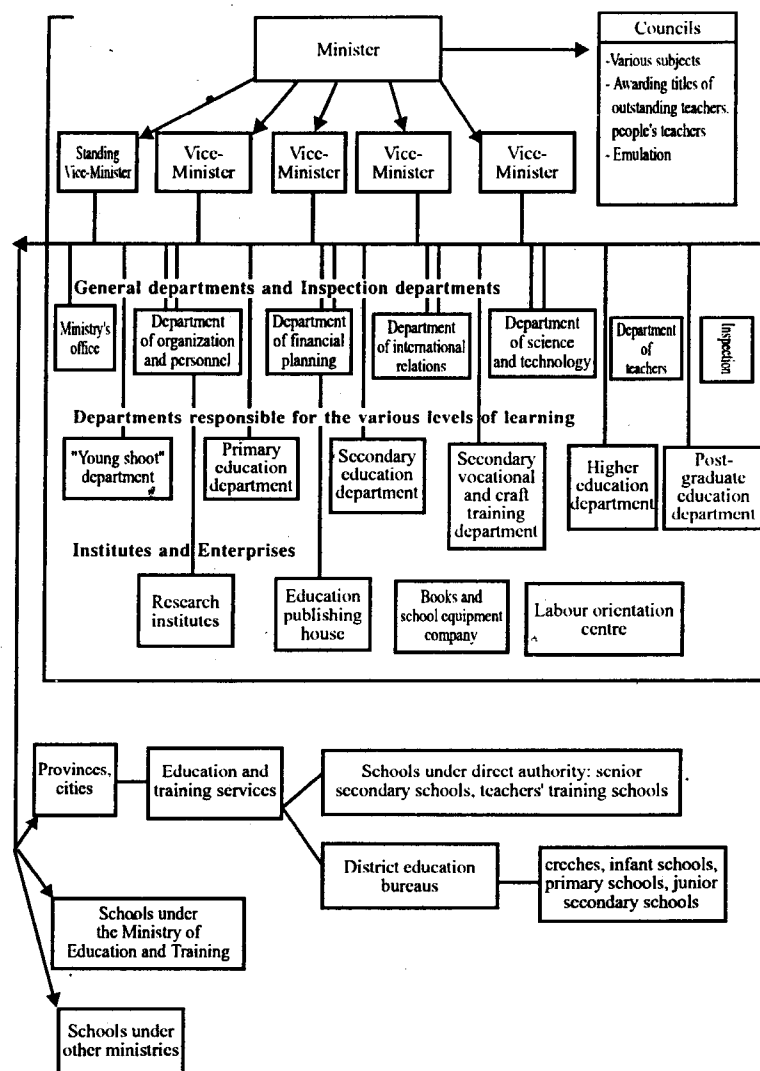 Minister
Councils
-Various subjects
- Awarding titles of
outstanding teachers,
people's teachers
- Emulation
Standing
Vice-Minister
Vice-
Minister
Vice-
Minister
Vice-
Minister
Vice-
Minister
General departments and Inspection departments
Ministry's
office
Department
of organization
and personnel
Department
of financial
planning
Department
of international
relations
Department
of science
and technology
Department
of
teachers
Inspection
Departments responsible for the various levels of learning
"Young shoot"
department
Primary
education
department
Secondary
education
department
Secondary
vocational
and craft
training
department
Higher
education
department
Post-
graduate
education
department
Institutes and Enterprises
Research
institutes
Education
publishing
house
Books and
school equipment
company
Labour orientation
centre
Provinces,
cities
Education and
training services
Schools under direct authority: senior
secondary schools, teachers' training schools
District education
bureaus
creches, infant schools,
primary schools, junior
secondary schools
Schools under
the Ministry of
Education and Training
Schools under
other ministries